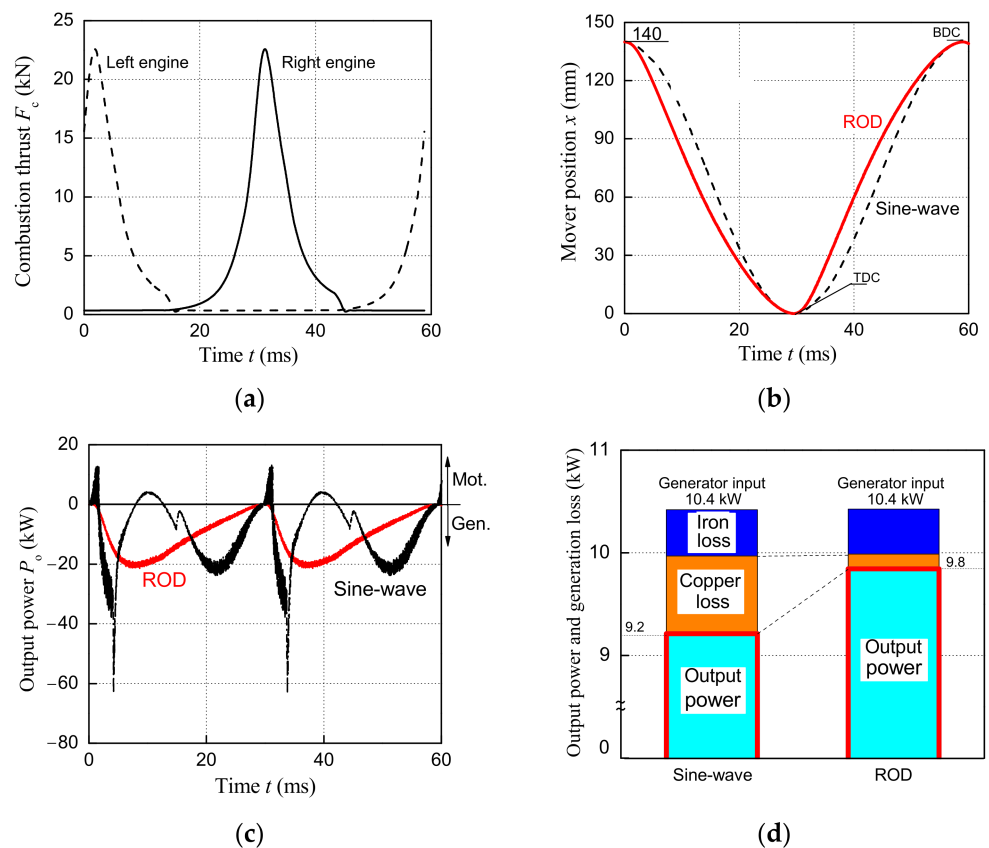 25
20
15
10
5
0
0
20
40
60
Combustion thrust Fc (kN)
Left engine
Right engine
Time t (ms)
(a)
150
120
90
60
30
0
0
20
40
60
Mover position x (mm)
140
BDC
ROD
Sine-wave
TDC
Time t (ms)
(b)
20
0
−20
−40
−60
−80
0
20
40
60
Output power Po (kW)
Mot.
Gen.
ROD
Sine-wave
Time t (ms)
(c)
11
10
9
0
≈
Output power and generation loss (kW)
Generator input
10.4 kW
Generator input
10.4 kW
Iron
loss
Copper
loss
9.8
9.2
Output
power
Output
power
Sine-wave
ROD
(d)